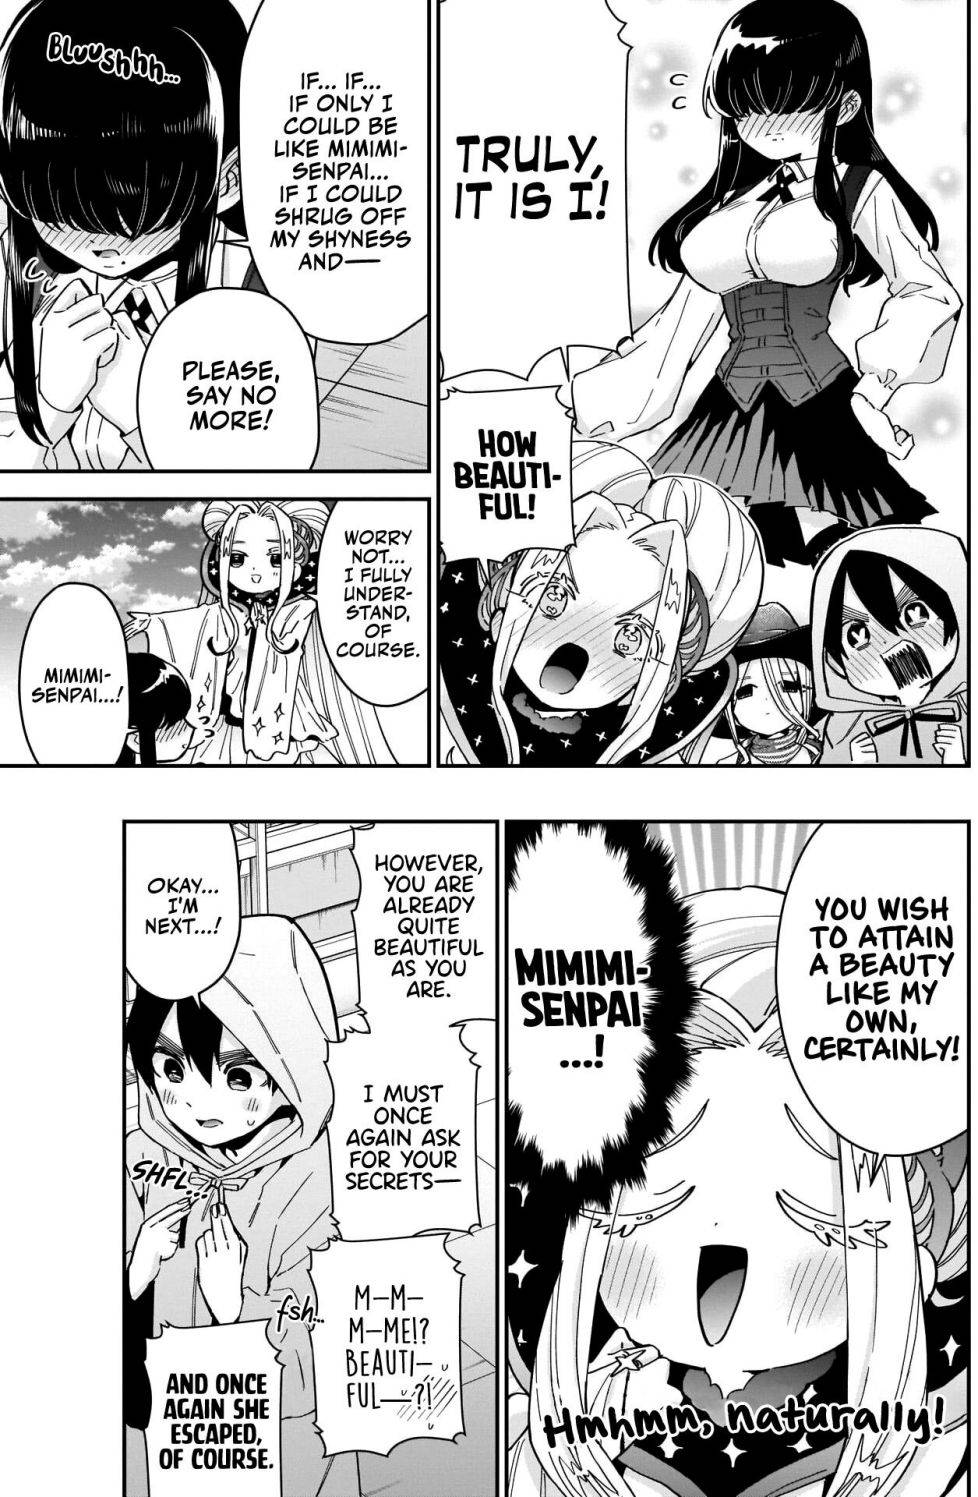 TRULY,
IT IS I!
HOW
BEAUTI-
FUL!
IF... IF...
IF ONLY I
COULD BE
LIKE MIMIMI-
SENPAI...
IF I COULD
SHRUG OFF
MY SHYNESS
AND—
Bluushhh...
PLEASE,
SAY NO
MORE!
WORRY
NOT...
I FULLY
UNDER-
STAND,
OF
COURSE.
MIMIMI-
SENPAI...!
YOU WISH
TO ATTAIN
A BEAUTY
LIKE MY
OWN,
CERTAINLY!
MIMIMI-
SENPAI
...!
Hmhmm, naturally!
HOWEVER,
YOU ARE
ALREADY
QUITE
BEAUTIFUL
AS YOU
ARE.
OKAY...
I'M
NEXT...!
I MUST
ONCE
AGAIN ASK
FOR YOUR
SECRETS—
SHFL...
M-M-
M-ME!?
BEAUTI-
FUL—?!
fsh...
AND ONCE
AGAIN SHE
ESCAPED,
OF COURSE.